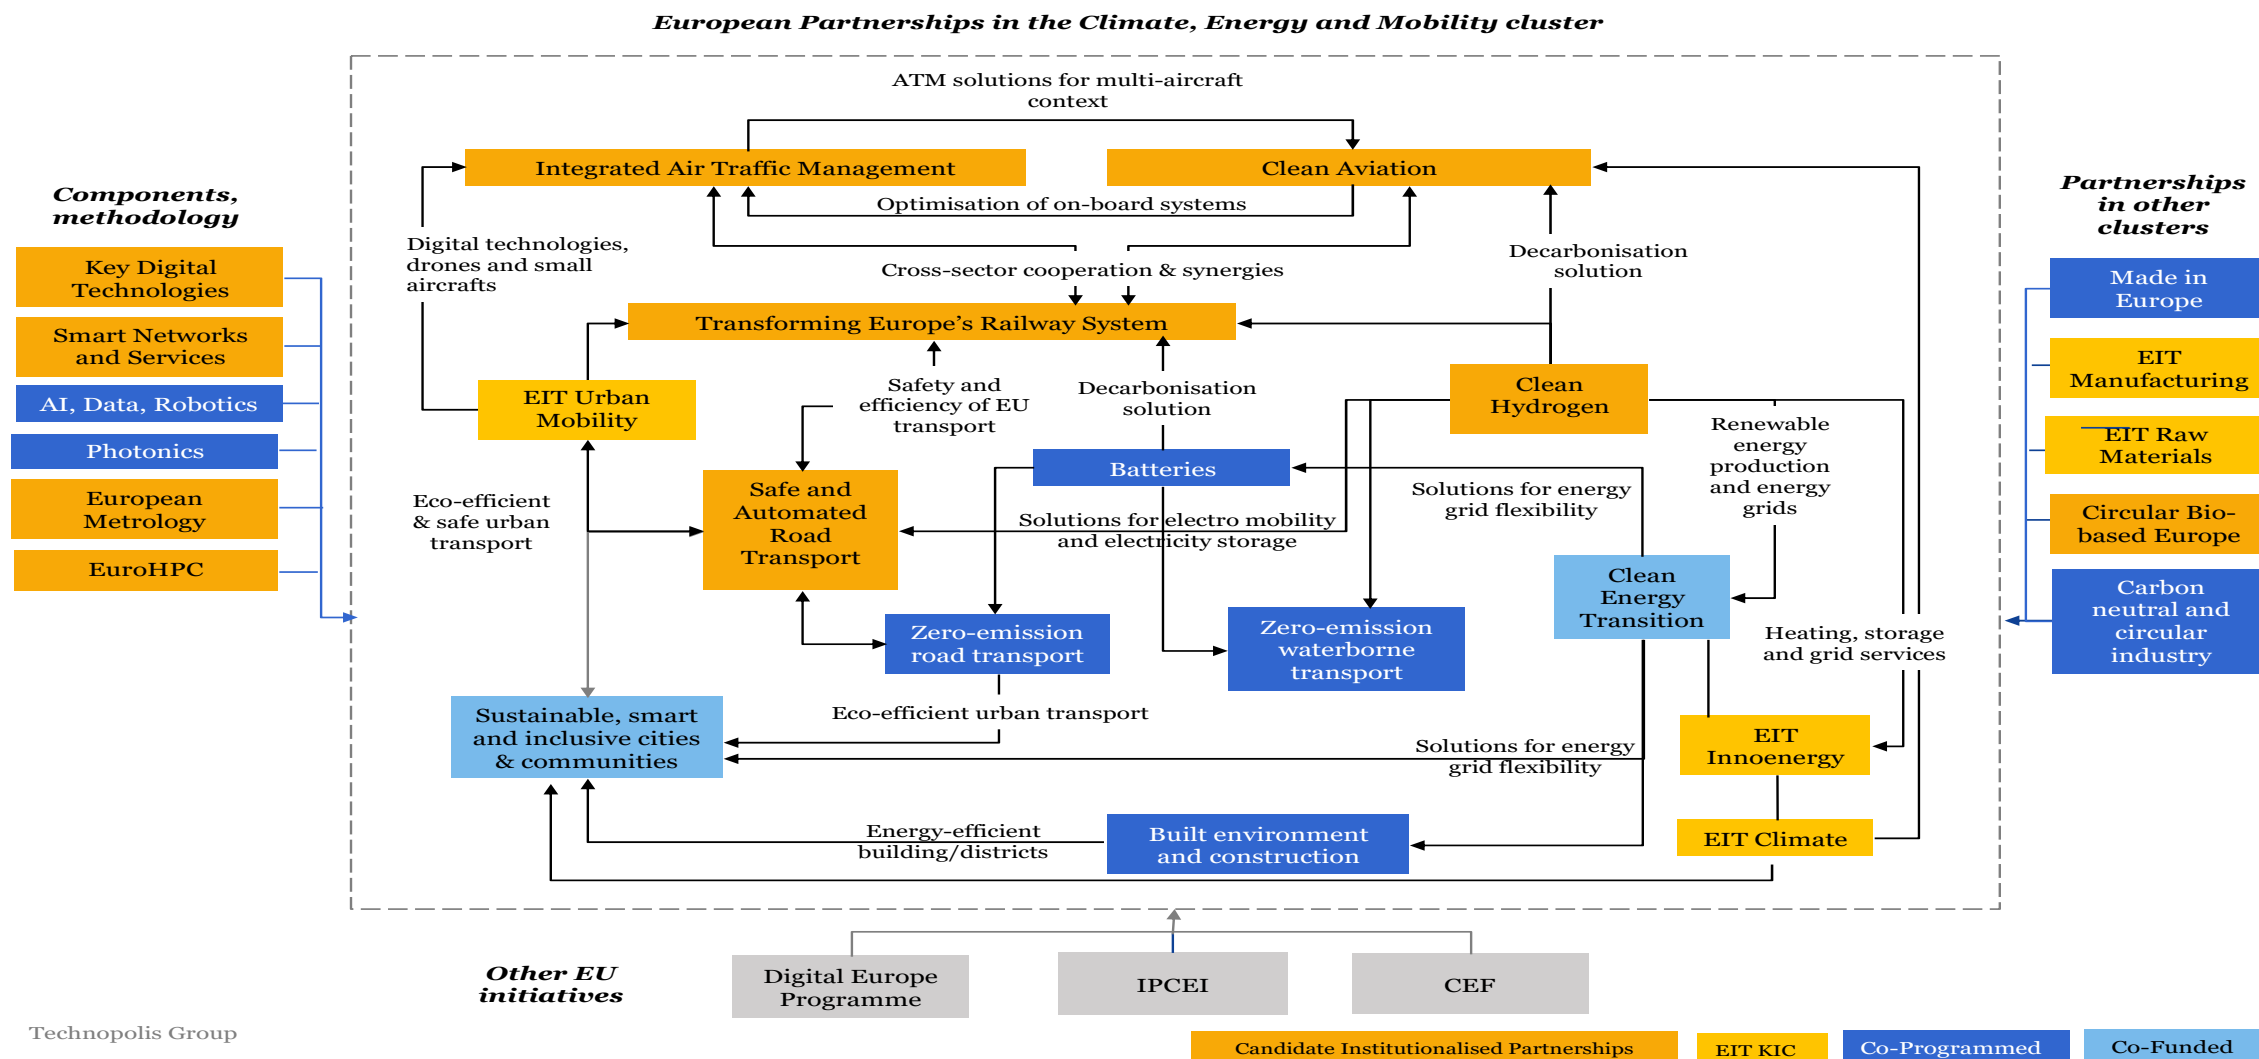 European Partnerships in the Climate, Energy and Mobility cluster
ATM solutions for multi-aircraft
context
Integrated Air Traffic Management
Clean Aviation
Optimisation of on-board systems
Components,
methodology
Key Digital
Technologies
Smart Networks
and Services
AI, Data, Robotics
Photonics
European
Metrology
EuroHPC
Digital technologies,
drones and small
aircrafts
Cross-sector cooperation & synergies
Decarbonisation
solution
Transforming Europe's Railway System
EIT Urban
Mobility
Safety and
efficiency of EU
transport
Decarbonisation
solution
Clean
Hydrogen
Renewable
energy
production
and energy
grids
Batteries
Eco-efficient
& safe urban
transport
Safe and
Automated
Road
Transport
Solutions for electro mobility
and electricity storage
Solutions for energy
grid flexibility
Clean
Energy
Transition
Zero-emission
road transport
Zero-emission
waterborne
transport
Heating, storage
and grid services
Sustainable, smart
and inclusive cities
& communities
Eco-efficient urban transport
Solutions for energy
grid flexibility
EIT
Innoenergy
Energy-efficient
building/districts
Built environment
and construction
EIT Climate
Partnerships
in other
clusters
Made in
Europe
EIT
Manufacturing
EIT Raw
Materials
Circular Bio-
based Europe
Carbon
neutral and
circular
industry
Other EU
initiatives
Digital Europe
Programme
IPCEI
CEF
Technopolis Group
Candidate Institutionalised Partnerships
EIT KIC
Co-Programmed
Co-Funded